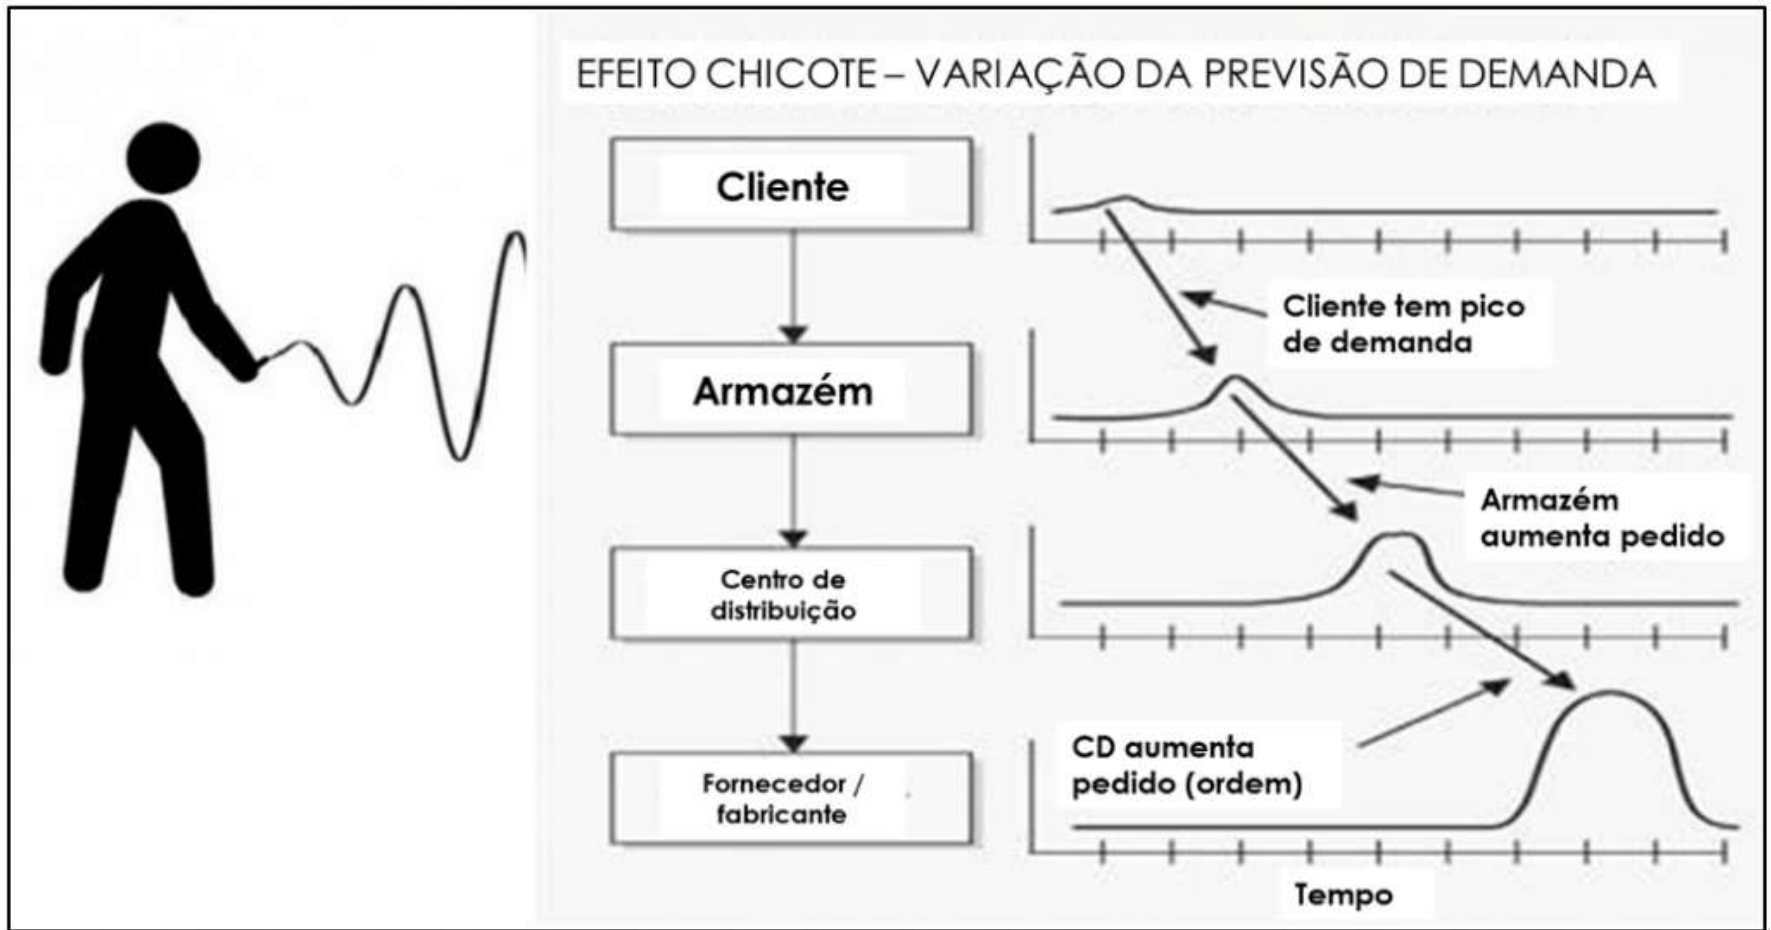 EFEITO CHICOTE – VARIAÇÃO DA PREVISÃO DE DEMANDA
Cliente
Cliente tem pico
de demanda
Armazém
Armazém
aumenta pedido
Centro de
distribuição
CD aumenta
pedido (ordem)
Fornecedor /
fabricante
Tempo